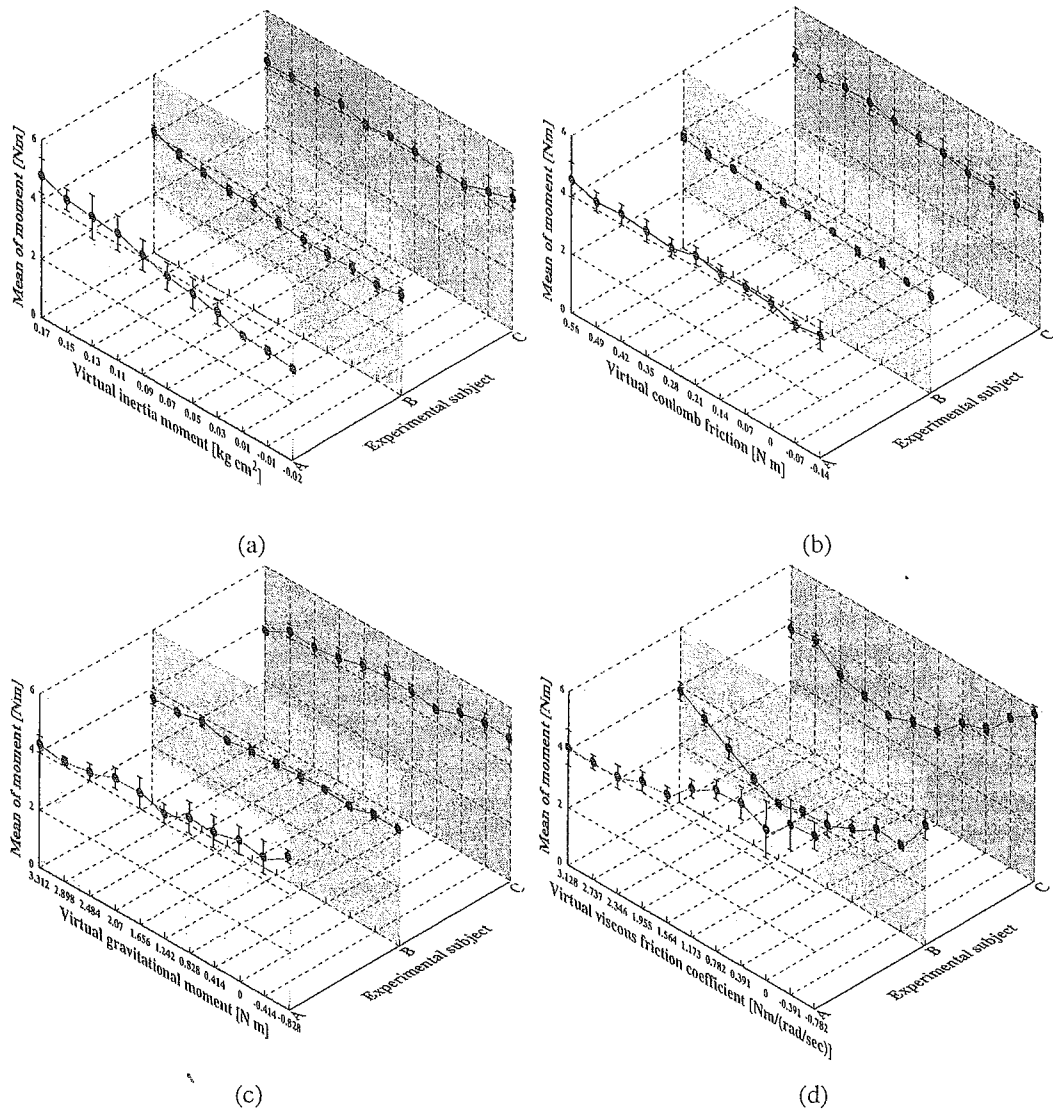 Mean of moment [Nm]
6
4
2
0
0.17
0.15
0.13
0.11
0.09
0.07
0.05
0.03
0.01
-0.01
-0.02
Virtual inertia moment [kg cm²]
A
B
C
Experimental subject
(a)
Mean of moment [Nm]
6
4
2
0
0.56
0.49
0.42
0.35
0.28
0.21
0.14
0.07
0
-0.07
-0.14
Virtual coulomb friction [N m]
A
B
C
Experimental subject
(b)
Mean of moment [Nm]
6
4
2
0
3.312
2.898
2.484
2.07
1.656
1.242
0.828
0.414
0
-0.414
-0.828
Virtual gravitational moment [N m]
A
B
C
Experimental subject
(c)
Mean of moment [Nm]
6
4
2
0
3.128
2.737
2.346
1.955
1.564
1.173
0.782
0.391
0
-0.391
-0.782
Virtual viscous friction coefficient [Nm/(rad/sec)]
A
B
C
Experimental subject
(d)